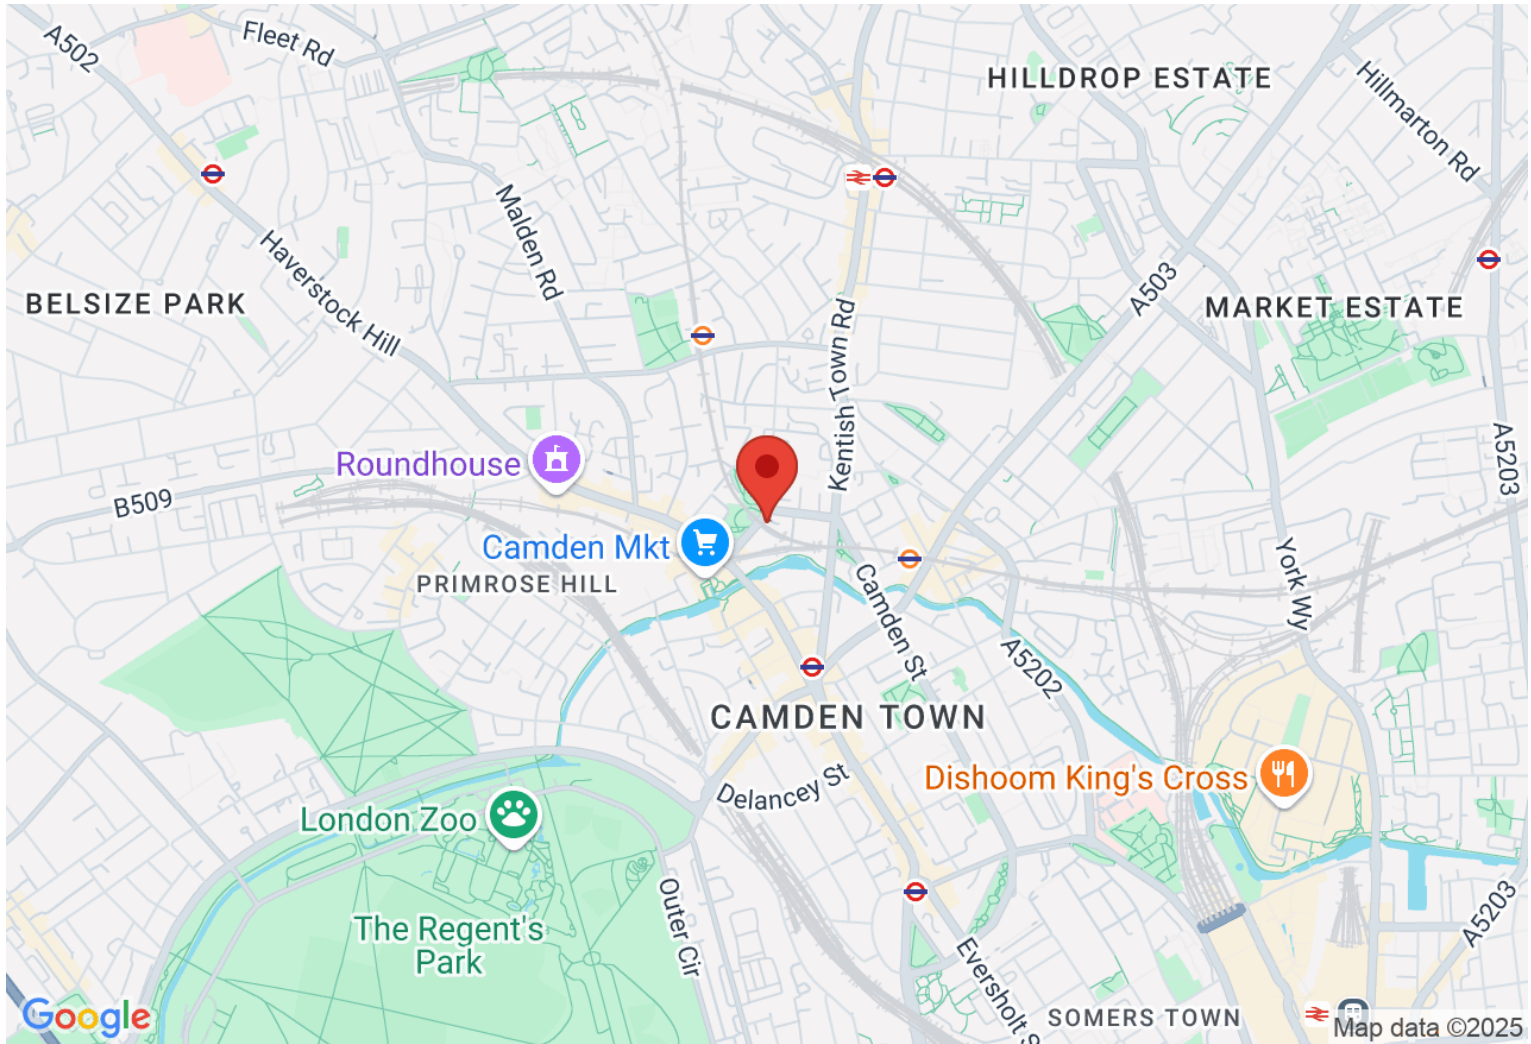 A502
Fleet Rd
HILLDROP ESTATE
Hillmarton Rd
Malden Rd
Haverstock Hill
BELSIZE PARK
A503
MARKET ESTATE
Kentish Town Rd
A5203
Roundhouse
B509
Camden Mkt
PRIMROSE HILL
York Wy
Camden St
A5202
CAMDEN TOWN
Delancey St
Dishoom King's Cross
London Zoo
Outer Cir
The Regent's
Park
A5203
Eversholt S
SOMERS TOWN
Google
Map data ©2025